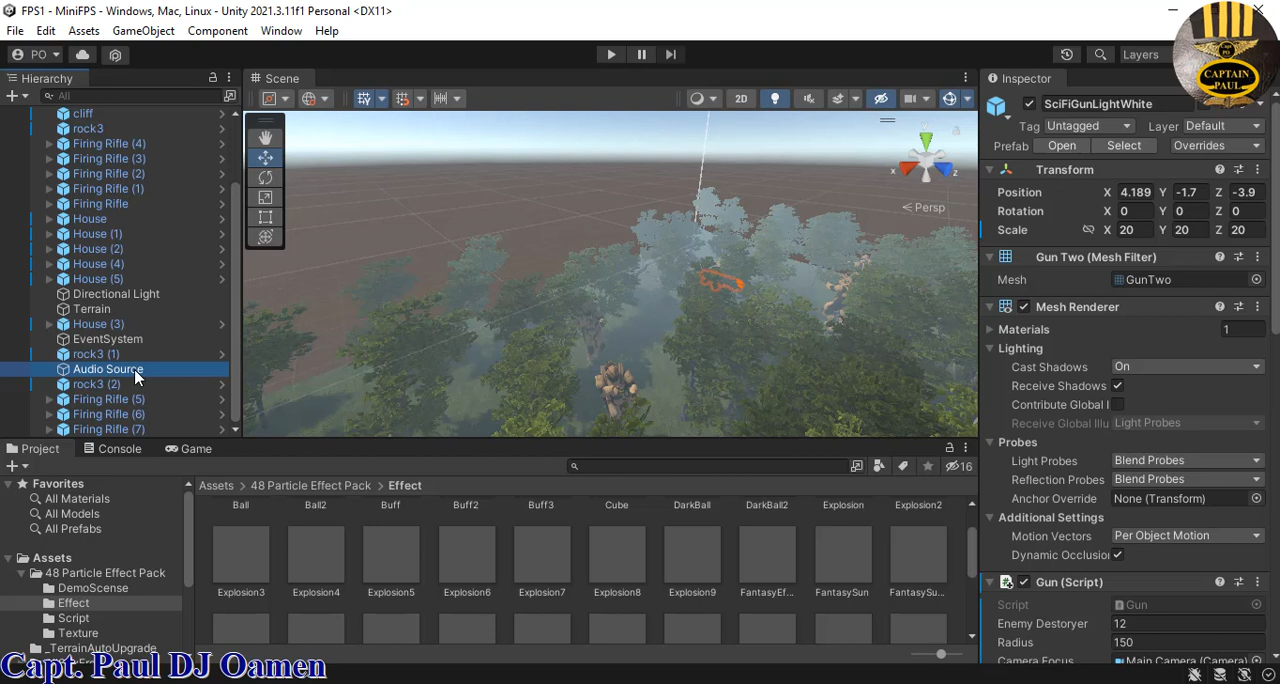 FPS1 - MiniFPS - Windows, Mac, Linux - Unity 2021.3.11f1 Personal <DX11>
File Edit Assets GameObject Component Window Help
PO Layers
CAPTAIN
PAUL
Hierarchy
All
cliff
rock3
Firing Rifle (4)
Firing Rifle (3)
Firing Rifle (2)
Firing Rifle (1)
Firing Rifle
House
House (1)
House (2)
House (4)
House (5)
Directional Light
Terrain
House (3)
EventSystem
rock3 (1)
Audio Source
rock3 (2)
Firing Rifle (5)
Firing Rifle (6)
Firing Rifle (7)
Scene
2D
x
z
Persp
Inspector
SciFiGunLightWhite
Tag Untagged Layer Default
Prefab Open Select Overrides
Transform
Position X 4.189 Y -1.7 Z -3.9
Rotation X 0 Y 0 Z 0
Scale X 20 Y 20 Z 20
Gun Two (Mesh Filter)
Mesh GunTwo
Mesh Renderer
Materials 1
Lighting
Cast Shadows On
Receive Shadows
Contribute Global I
Receive Global Illu Light Probes
Probes
Light Probes Blend Probes
Reflection Probes Blend Probes
Anchor Override None (Transform)
Additional Settings
Motion Vectors Per Object Motion
Dynamic Occlusion
Gun (Script)
Script Gun
Enemy Destoryer 12
Radius 150
Camera Focus Main Camera (Camera)
Project Console Game
16
Favorites
All Materials
All Models
All Prefabs
Assets
48 Particle Effect Pack
DemoScense
Effect
Script
Texture
_TerrainAutoUpgrade
Assets > 48 Particle Effect Pack > Effect
Ball Ball2 Buff Buff2 Buff3 Cube DarkBall DarkBall2 Explosion Explosion2
Explosion3 Explosion4 Explosion5 Explosion6 Explosion7 Explosion8 Explosion9 FantasyEf... FantasySun FantasySu...
Capt. Paul DJ Oamen